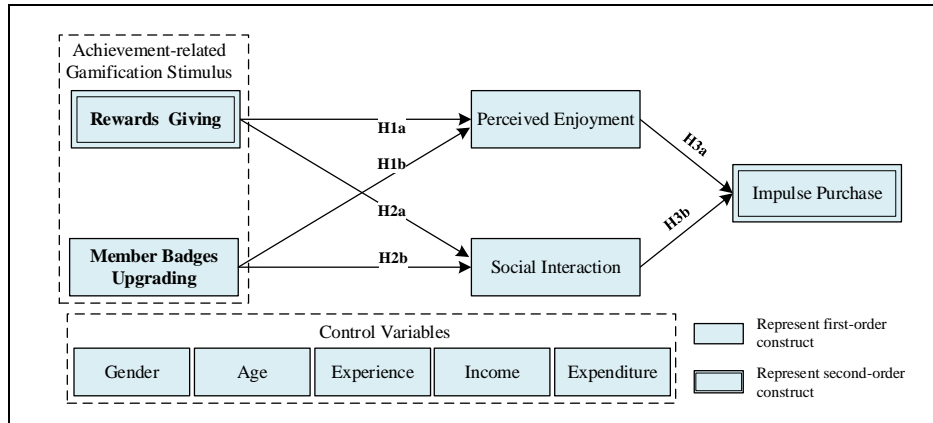 Achievement-related
Gamification Stimulus
Rewards Giving
Perceived Enjoyment
H1a
H1b
H3a
Impulse Purchase
H2a
H3b
Member Badges
Upgrading
H2b
Social Interaction
Control Variables
Gender
Age
Experience
Income
Expenditure
Represent first-order
construct
Represent second-order
construct